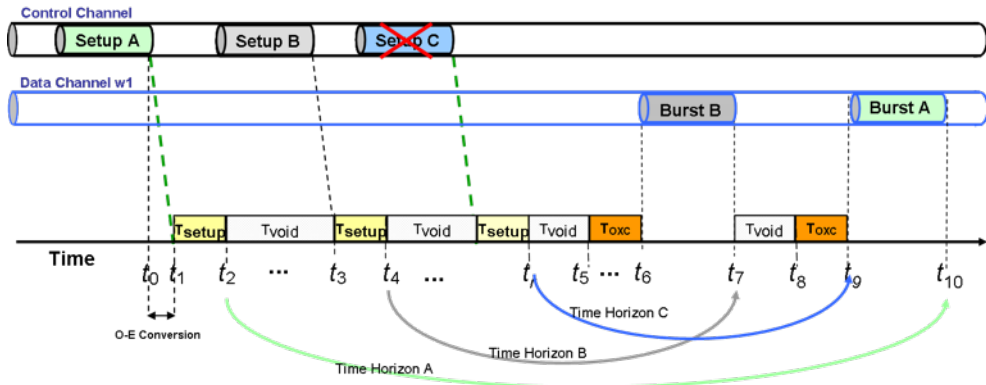 Control Channel
Setup A Setup B Setup C
Data Channel w1
Burst B Burst A
Tsetup Tvoid Tsetup Tvoid Tsetup Tvoid Toxc Tvoid Toxc
Time
t0 t1 t2 ... t3 t4 ... ti t5 ... t6 t7 t8 t9 t10
O-E Conversion
Time Horizon C
Time Horizon B
Time Horizon A